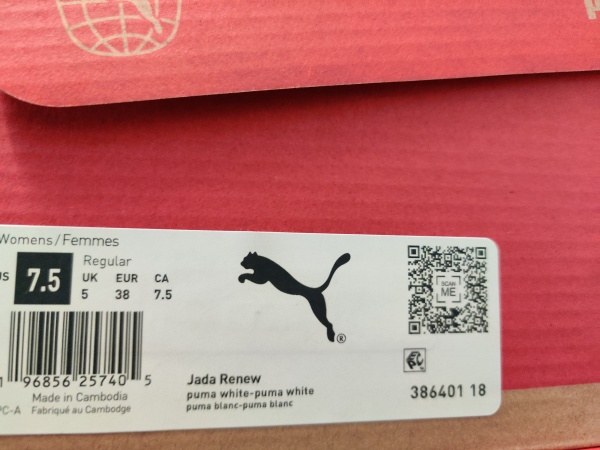 Womens/Femmes
Regular
US 7.5 UK EUR CA
5 38 7.5
SCAN ME
1 96856 25740 5
Made in Cambodia
PC-A Fabriqué au Cambodge
Jada Renew
puma white-puma white
puma blanc-puma blanc
386401 18
®